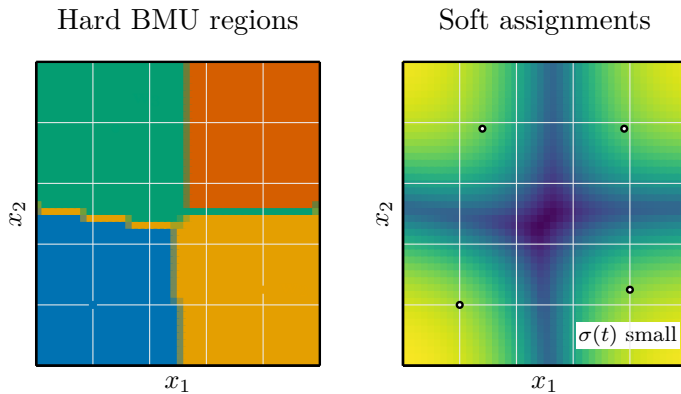 Hard BMU regions
Soft assignments
x₂
x₁
x₂
σ(t) small
x₁